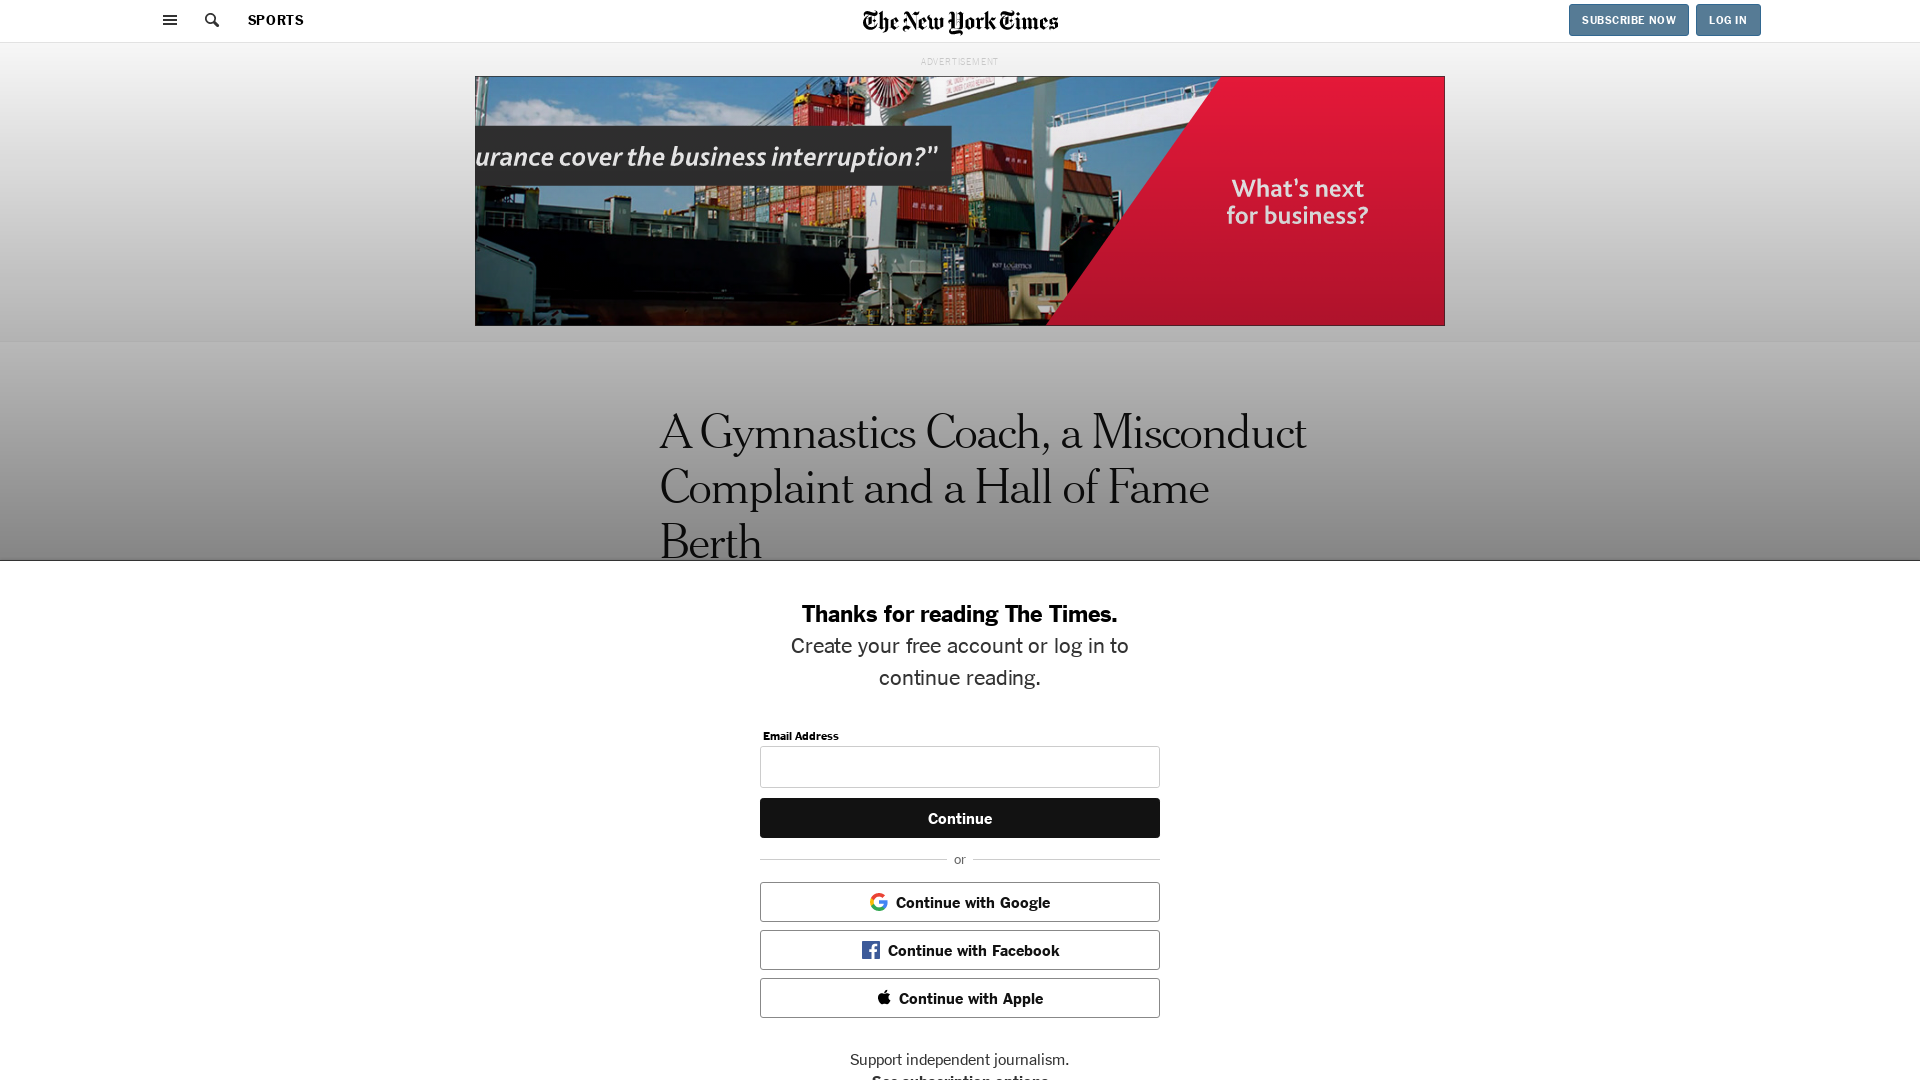 SPORTS
The New York Times
SUBSCRIBE NOW
LOG IN
ADVERTISEMENT
urance cover the business interruption?”
What’s next
for business?
A Gymnastics Coach, a Misconduct
Complaint and a Hall of Fame
Berth
Thanks for reading The Times.
Create your free account or log in to
continue reading.
Email Address
Continue
or
Continue with Google
Continue with Facebook
Continue with Apple
Support independent journalism.
See subscription options